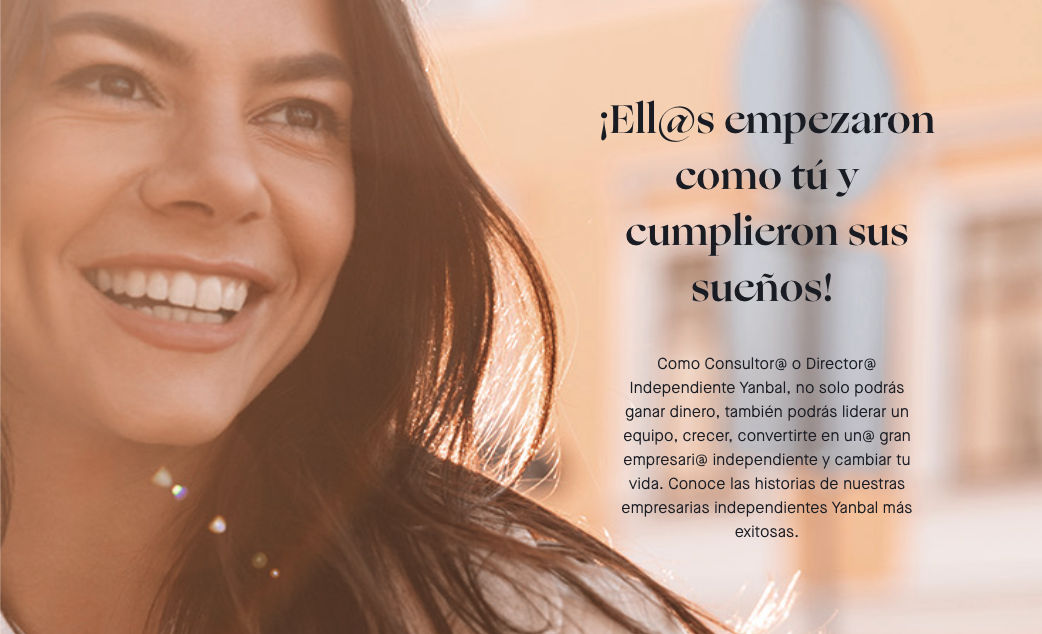 ¡Ell@s empezaron
como tú y
cumplieron sus
sueños!
Como Consultor@ o Director@
Independiente Yanbal, no solo podrás
ganar dinero, también podrás liderar un
equipo, crecer, convertirte en un@ gran
empresari@ independiente y cambiar tu
vida. Conoce las historias de nuestras
empresarias independientes Yanbal más
exitosas.